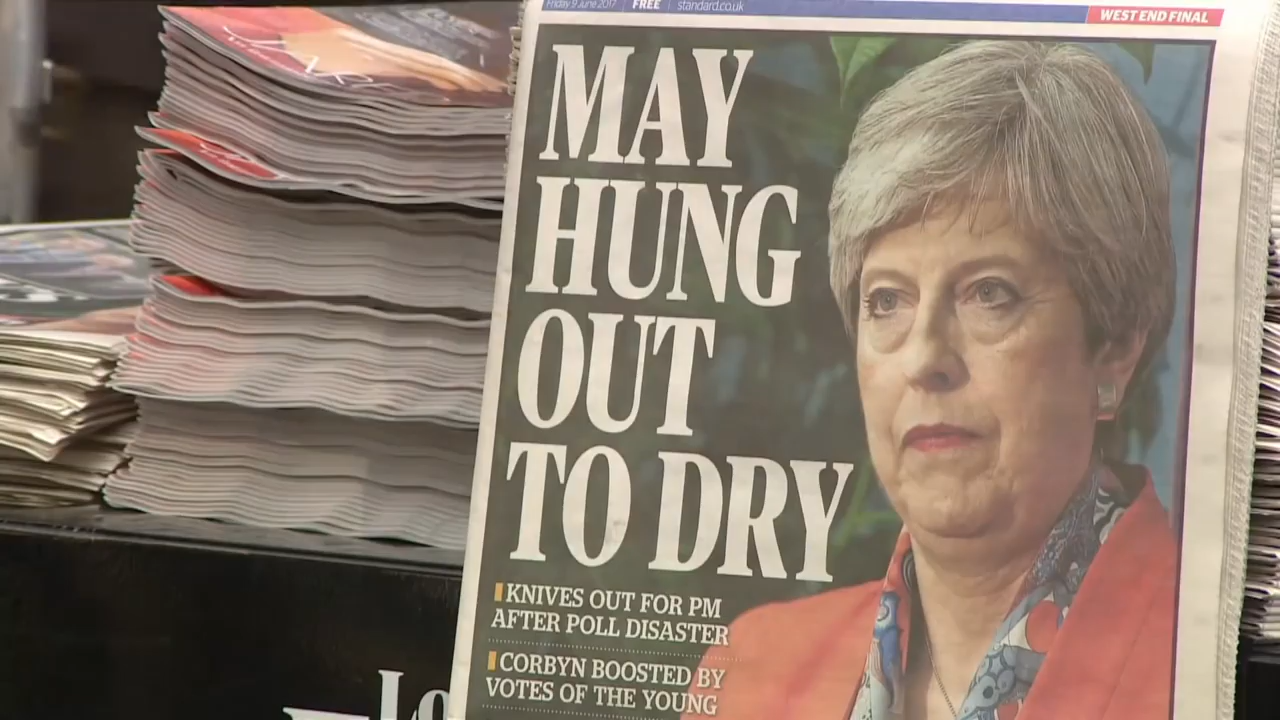 Friday 9 June 2017 FREE standard.co.uk
WEST END FINAL
MAY
HUNG
OUT
TO DRY
KNIVES OUT FOR PM
AFTER POLL DISASTER
CORBYN BOOSTED BY
VOTES OF THE YOUNG
Lo